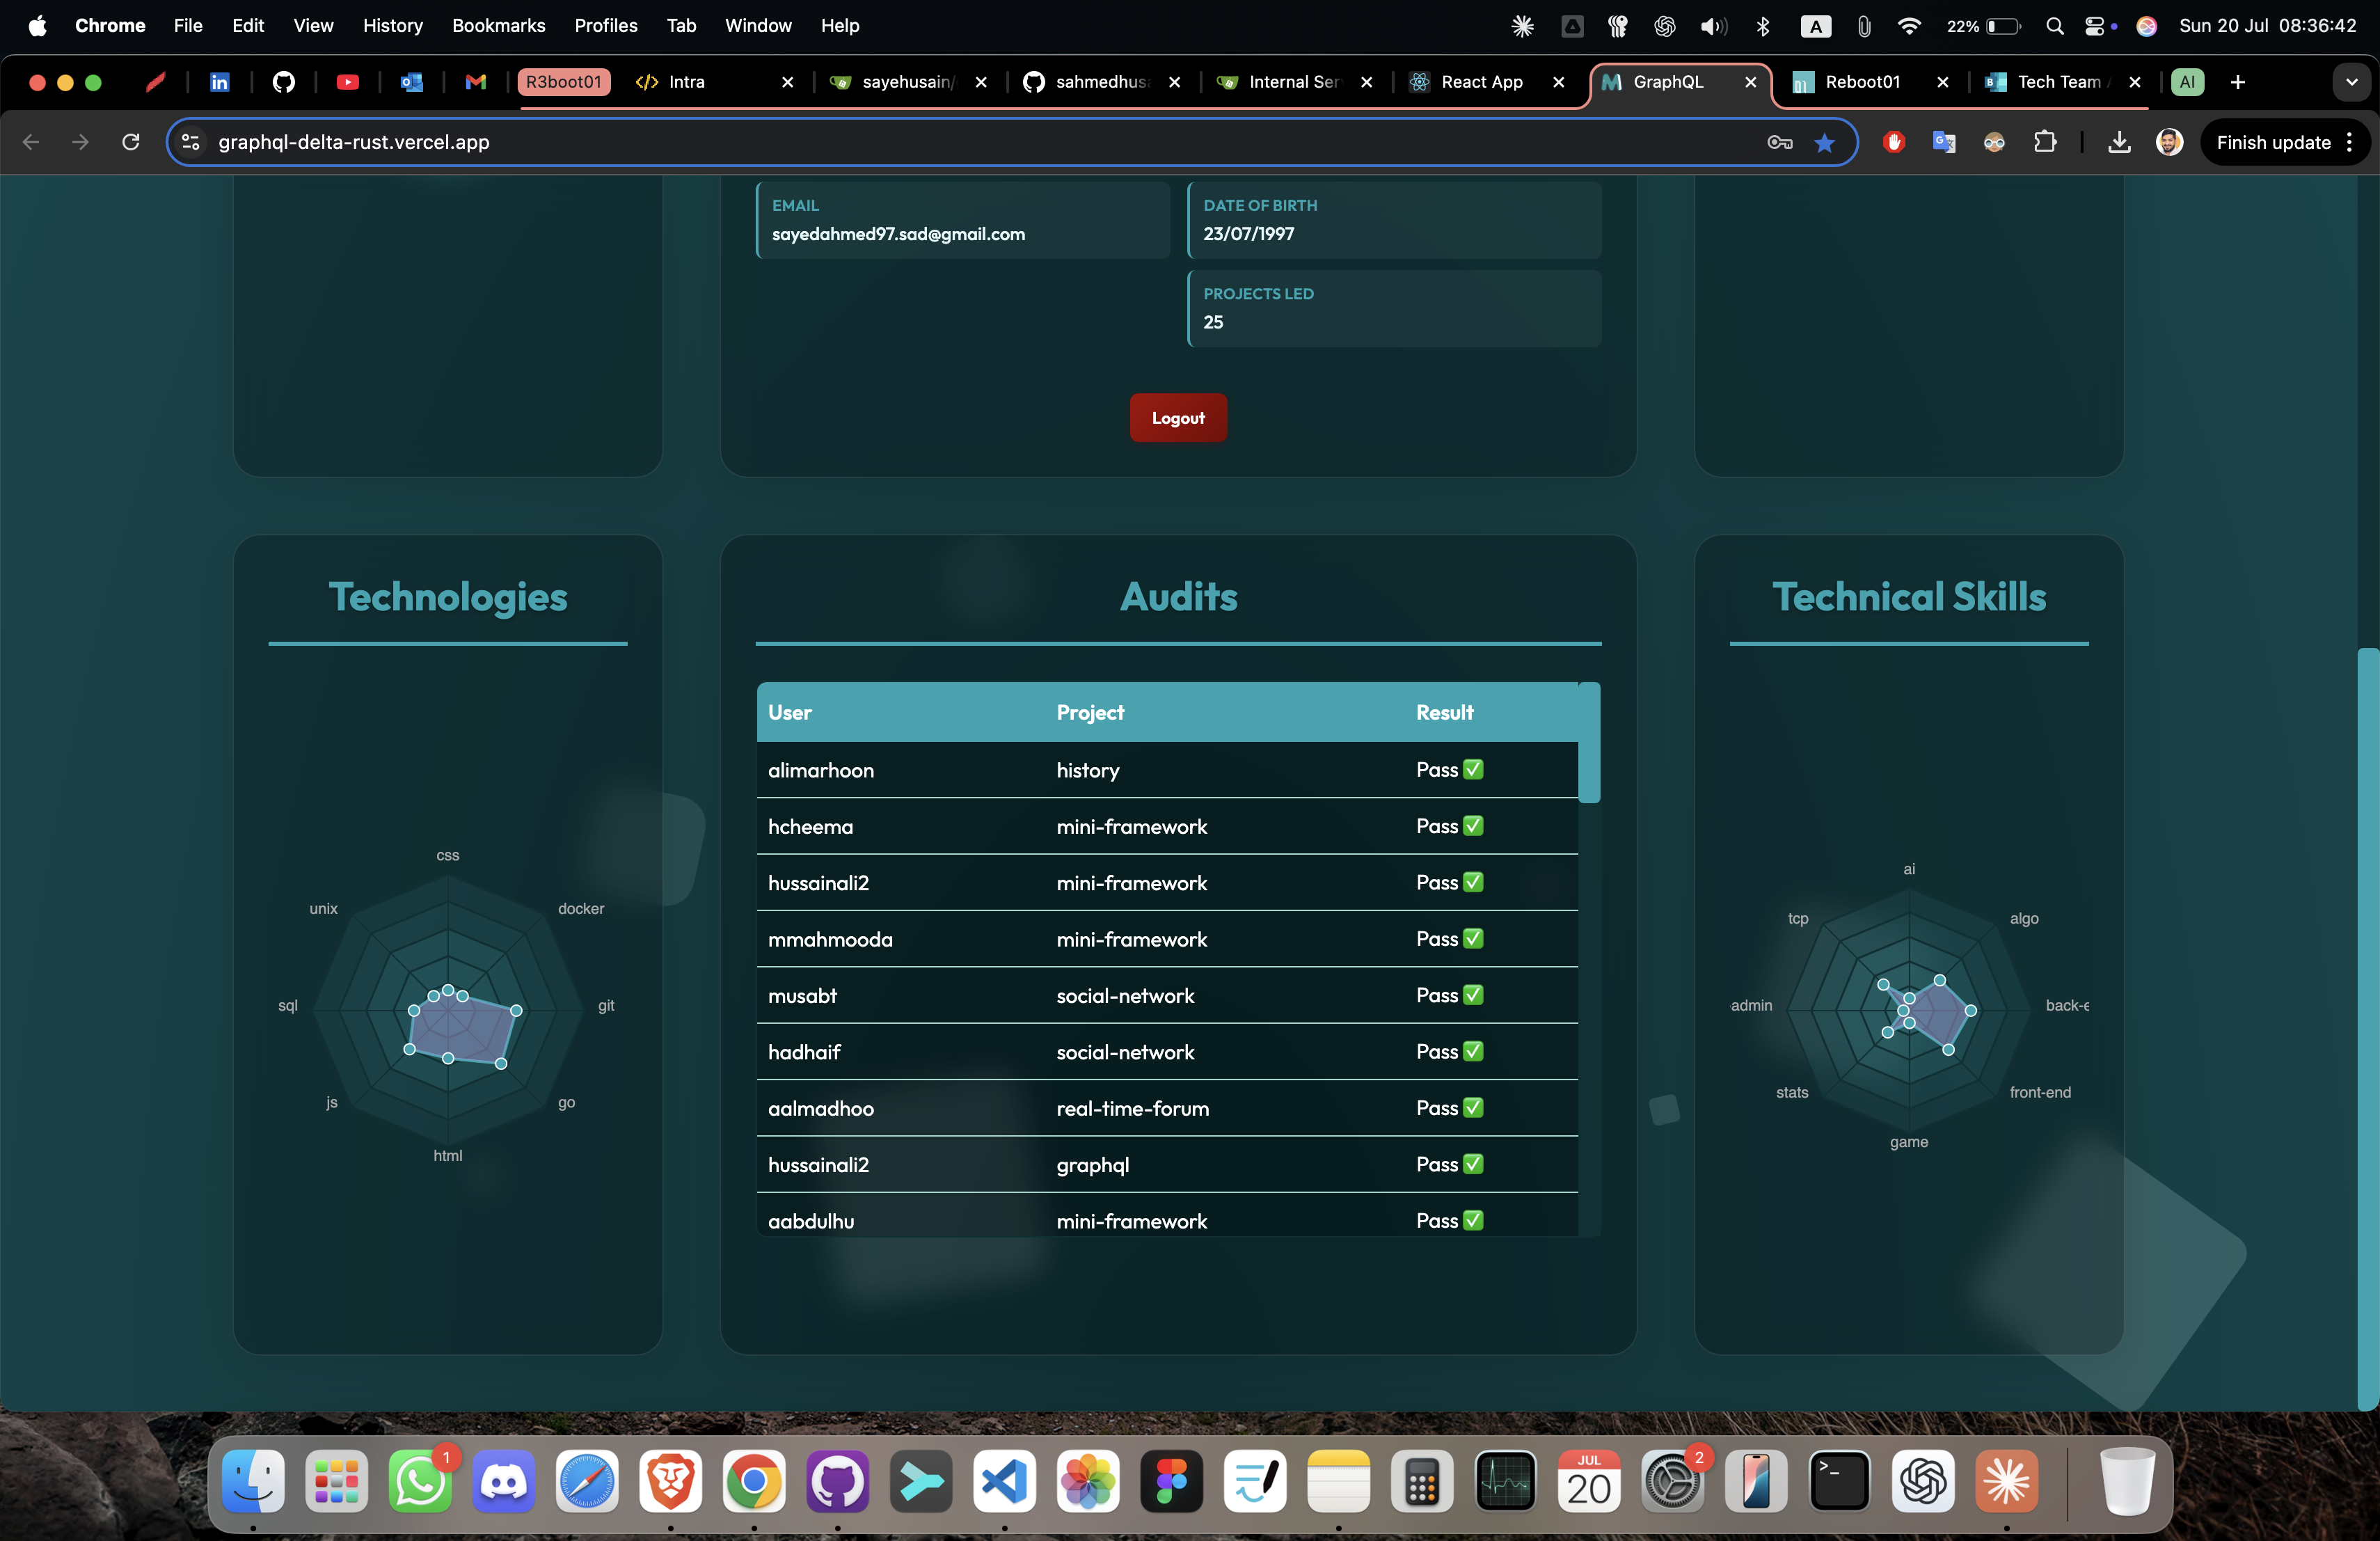 Chrome File Edit View History Bookmarks Profiles Tab Window Help A 22% Sun 20 Jul 08:36:42
R3boot01 Intra sayehusain/ sahmedhusa Internal Ser React App GraphQL Reboot01 Tech Team AI
graphql-delta-rust.vercel.app Finish update
EMAIL
sayedahmed97.sad@gmail.com
DATE OF BIRTH
23/07/1997
PROJECTS LED
25
Logout
Technologies
css
unix docker
sql git
js go
html
Audits
User Project Result
alimarhoon history Pass ✅
hcheema mini-framework Pass ✅
hussainali2 mini-framework Pass ✅
mmahmooda mini-framework Pass ✅
musabt social-network Pass ✅
hadhaif social-network Pass ✅
aalmadhoo real-time-forum Pass ✅
hussainali2 graphql Pass ✅
aabdulhu mini-framework Pass ✅
Technical Skills
ai
tcp algo
admin back-e
stats front-end
game
1 JUL 20 2